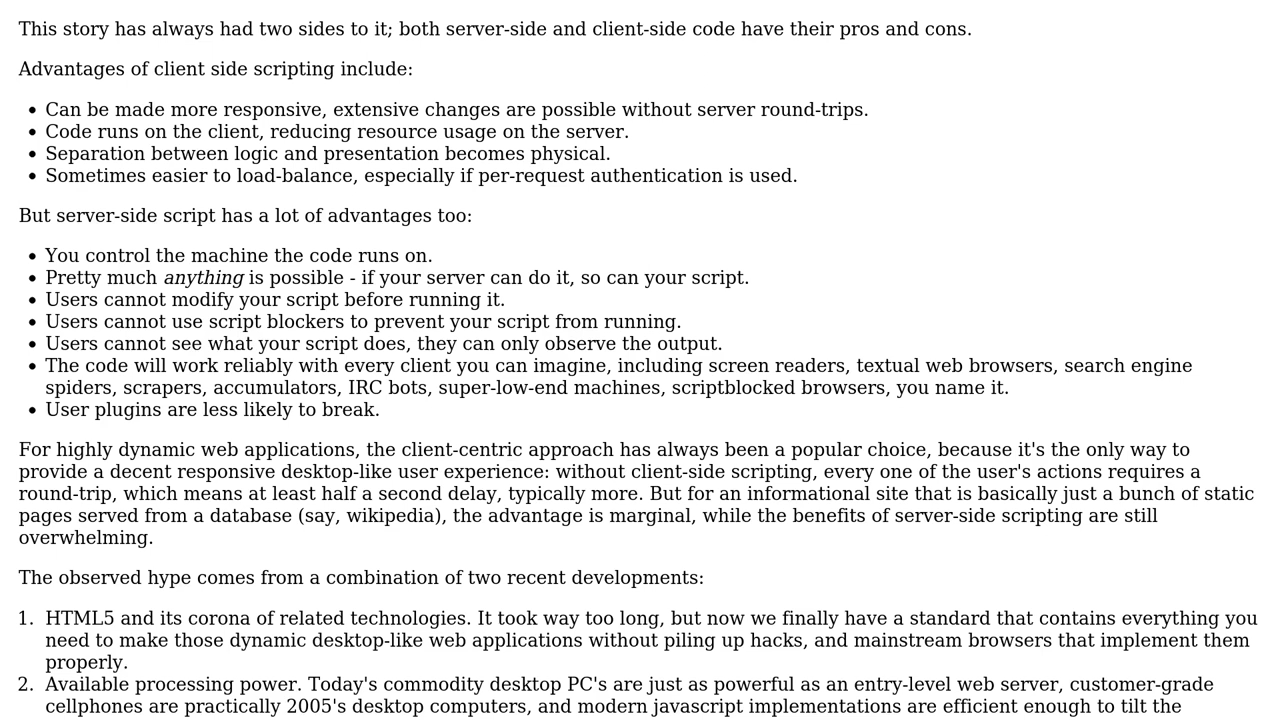 This story has always had two sides to it; both server-side and client-side code have their pros and cons.
Advantages of client side scripting include:
• Can be made more responsive, extensive changes are possible without server round-trips.
• Code runs on the client, reducing resource usage on the server.
• Separation between logic and presentation becomes physical.
• Sometimes easier to load-balance, especially if per-request authentication is used.
But server-side script has a lot of advantages too:
• You control the machine the code runs on.
• Pretty much anything is possible - if your server can do it, so can your script.
• Users cannot modify your script before running it.
• Users cannot use script blockers to prevent your script from running.
• Users cannot see what your script does, they can only observe the output.
• The code will work reliably with every client you can imagine, including screen readers, textual web browsers, search engine
spiders, scrapers, accumulators, IRC bots, super-low-end machines, scriptblocked browsers, you name it.
• User plugins are less likely to break.
For highly dynamic web applications, the client-centric approach has always been a popular choice, because it's the only way to
provide a decent responsive desktop-like user experience: without client-side scripting, every one of the user's actions requires a
round-trip, which means at least half a second delay, typically more. But for an informational site that is basically just a bunch of static
pages served from a database (say, wikipedia), the advantage is marginal, while the benefits of server-side scripting are still
overwhelming.
The observed hype comes from a combination of two recent developments:
1. HTML5 and its corona of related technologies. It took way too long, but now we finally have a standard that contains everything you
need to make those dynamic desktop-like web applications without piling up hacks, and mainstream browsers that implement them
properly.
2. Available processing power. Today's commodity desktop PC's are just as powerful as an entry-level web server, customer-grade
cellphones are practically 2005's desktop computers, and modern javascript implementations are efficient enough to tilt the